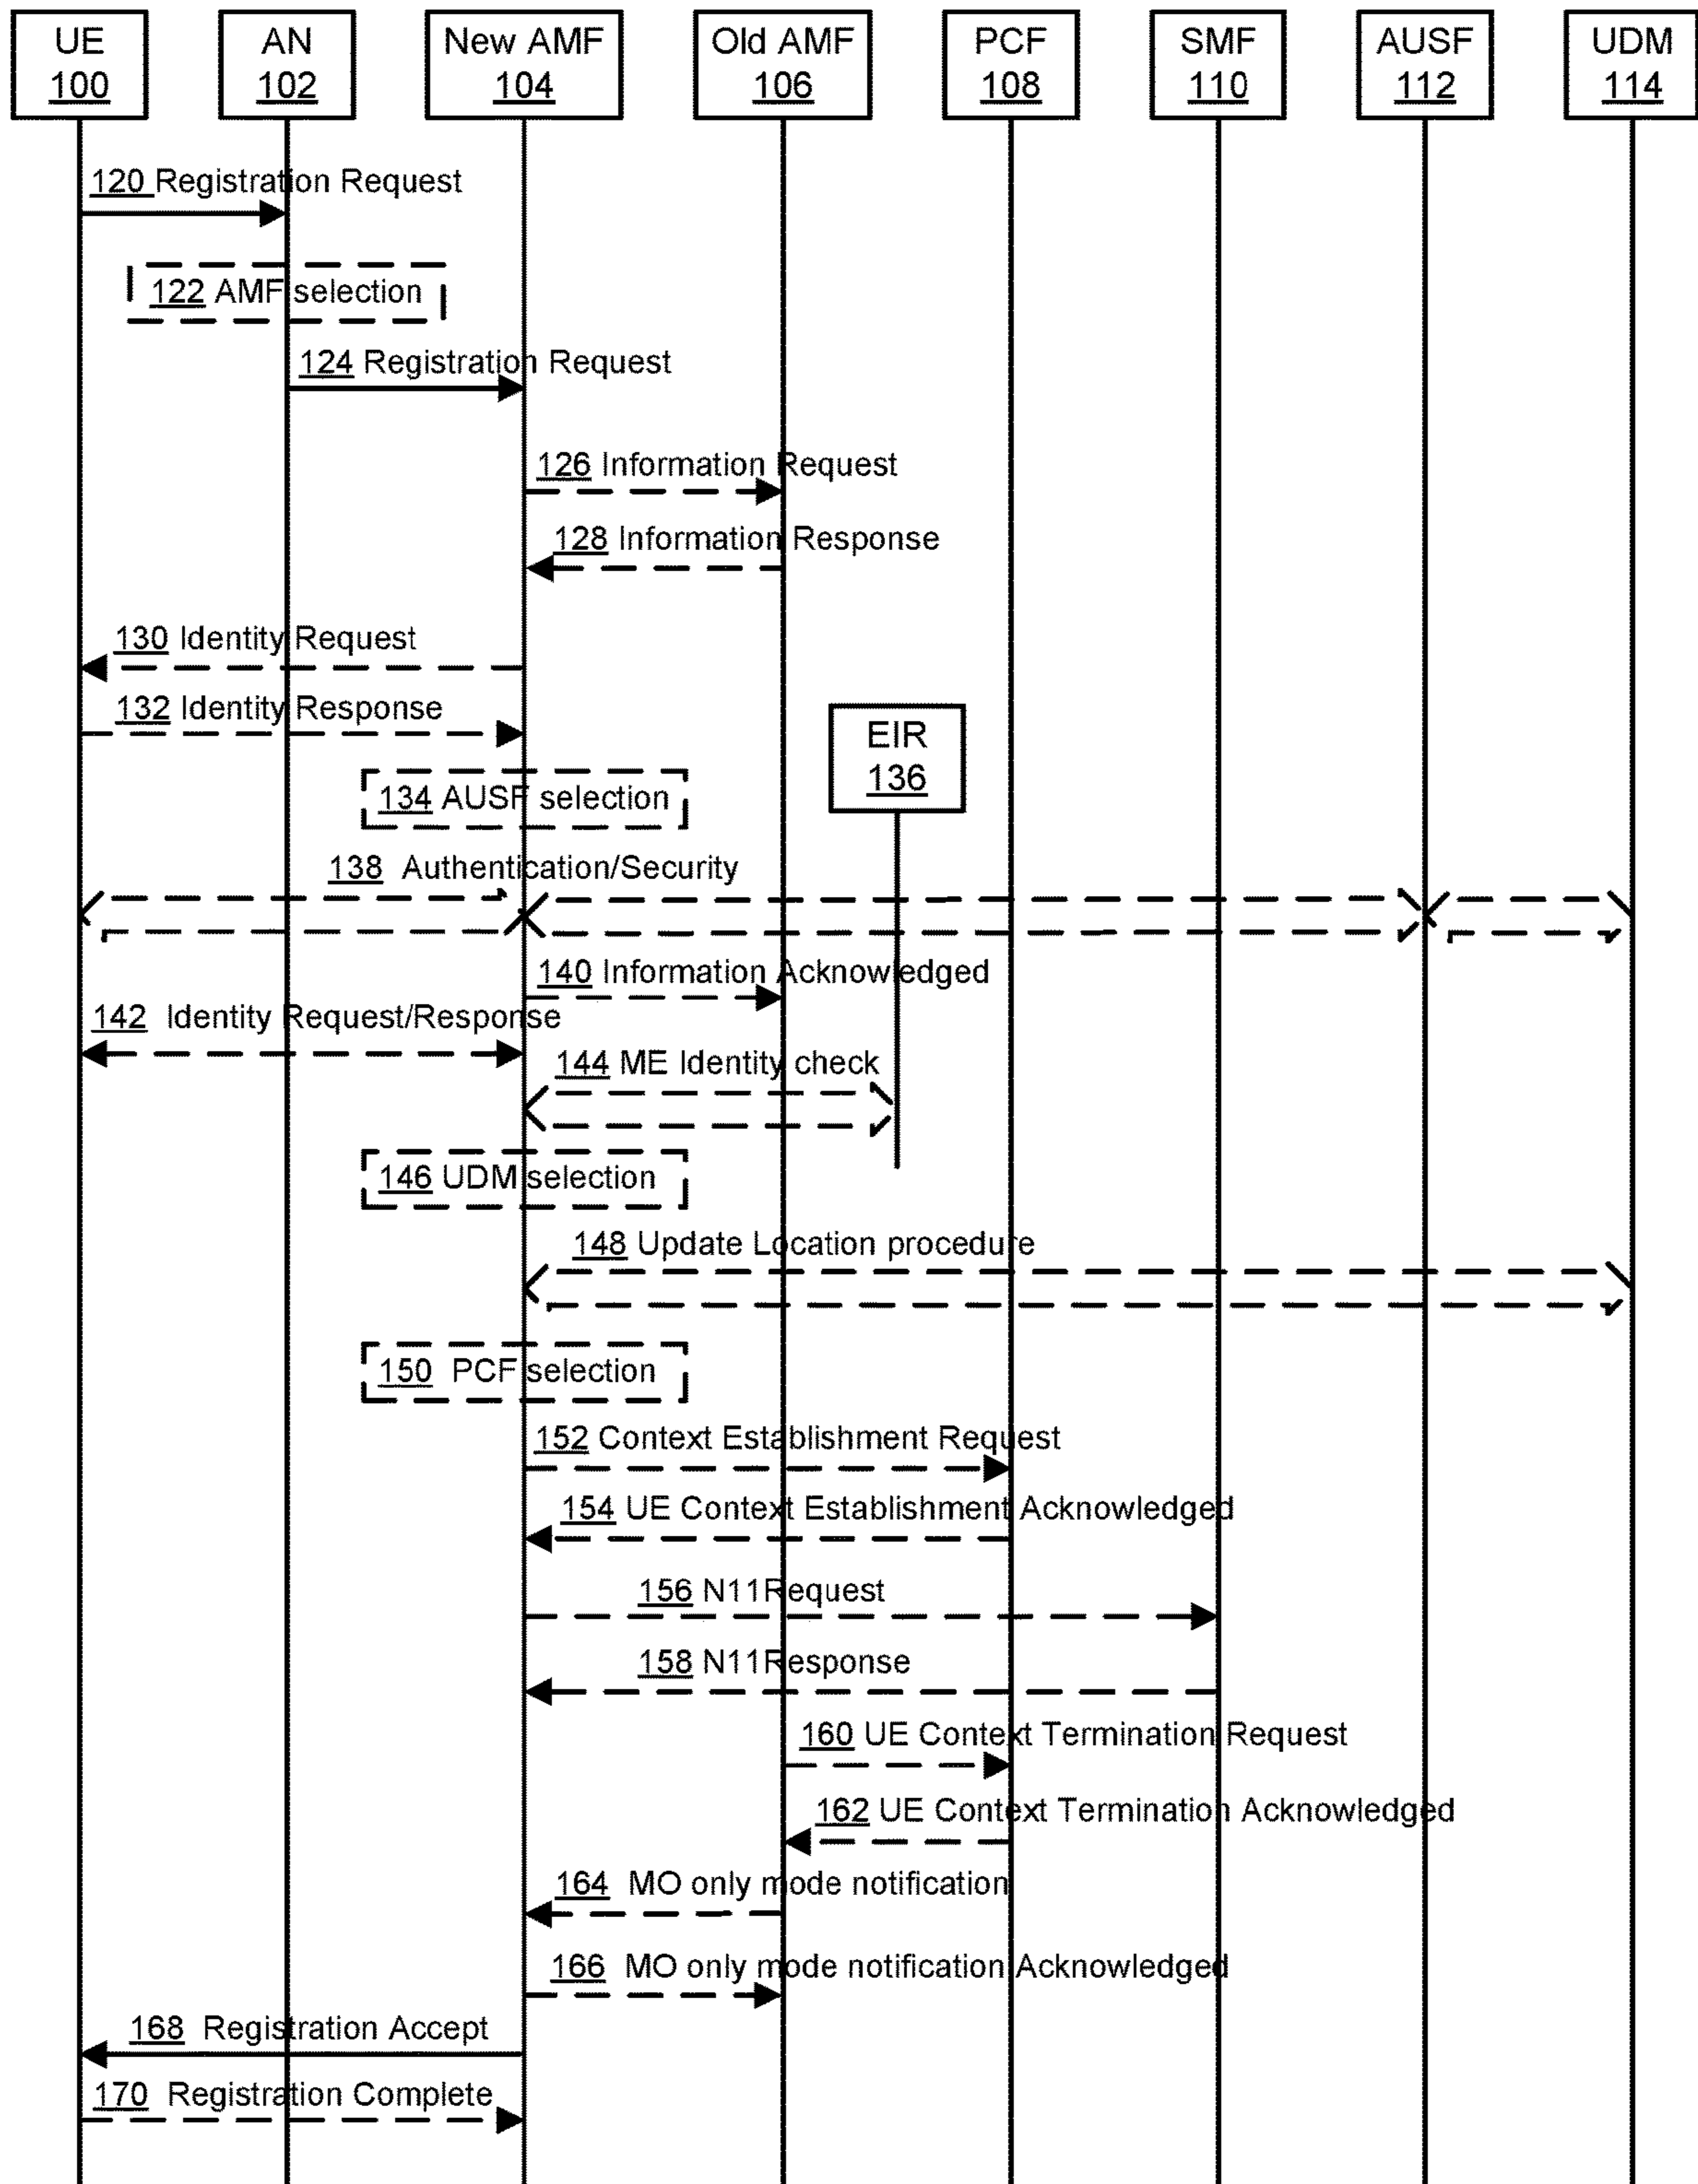 UE
100
AN
102
New AMF
104
Old AMF
106
PCF
108
SMF
110
AUSF
112
UDM
114
120 Registration Request
122 AMF selection
124 Registration Request
126 Information Request
128 Information Response
130 Identity Request
132 Identity Response
EIR
136
134 AUSF selection
138 Authentication/Security
140 Information Acknowledged
142 Identity Request/Response
144 ME Identity check
146 UDM selection
148 Update Location procedure
150 PCF selection
152 Context Establishment Request
154 UE Context Establishment Acknowledged
156 N11Request
158 N11Response
160 UE Context Termination Request
162 UE Context Termination Acknowledged
164 MO only mode notification
166 MO only mode notification Acknowledged
168 Registration Accept
170 Registration Complete